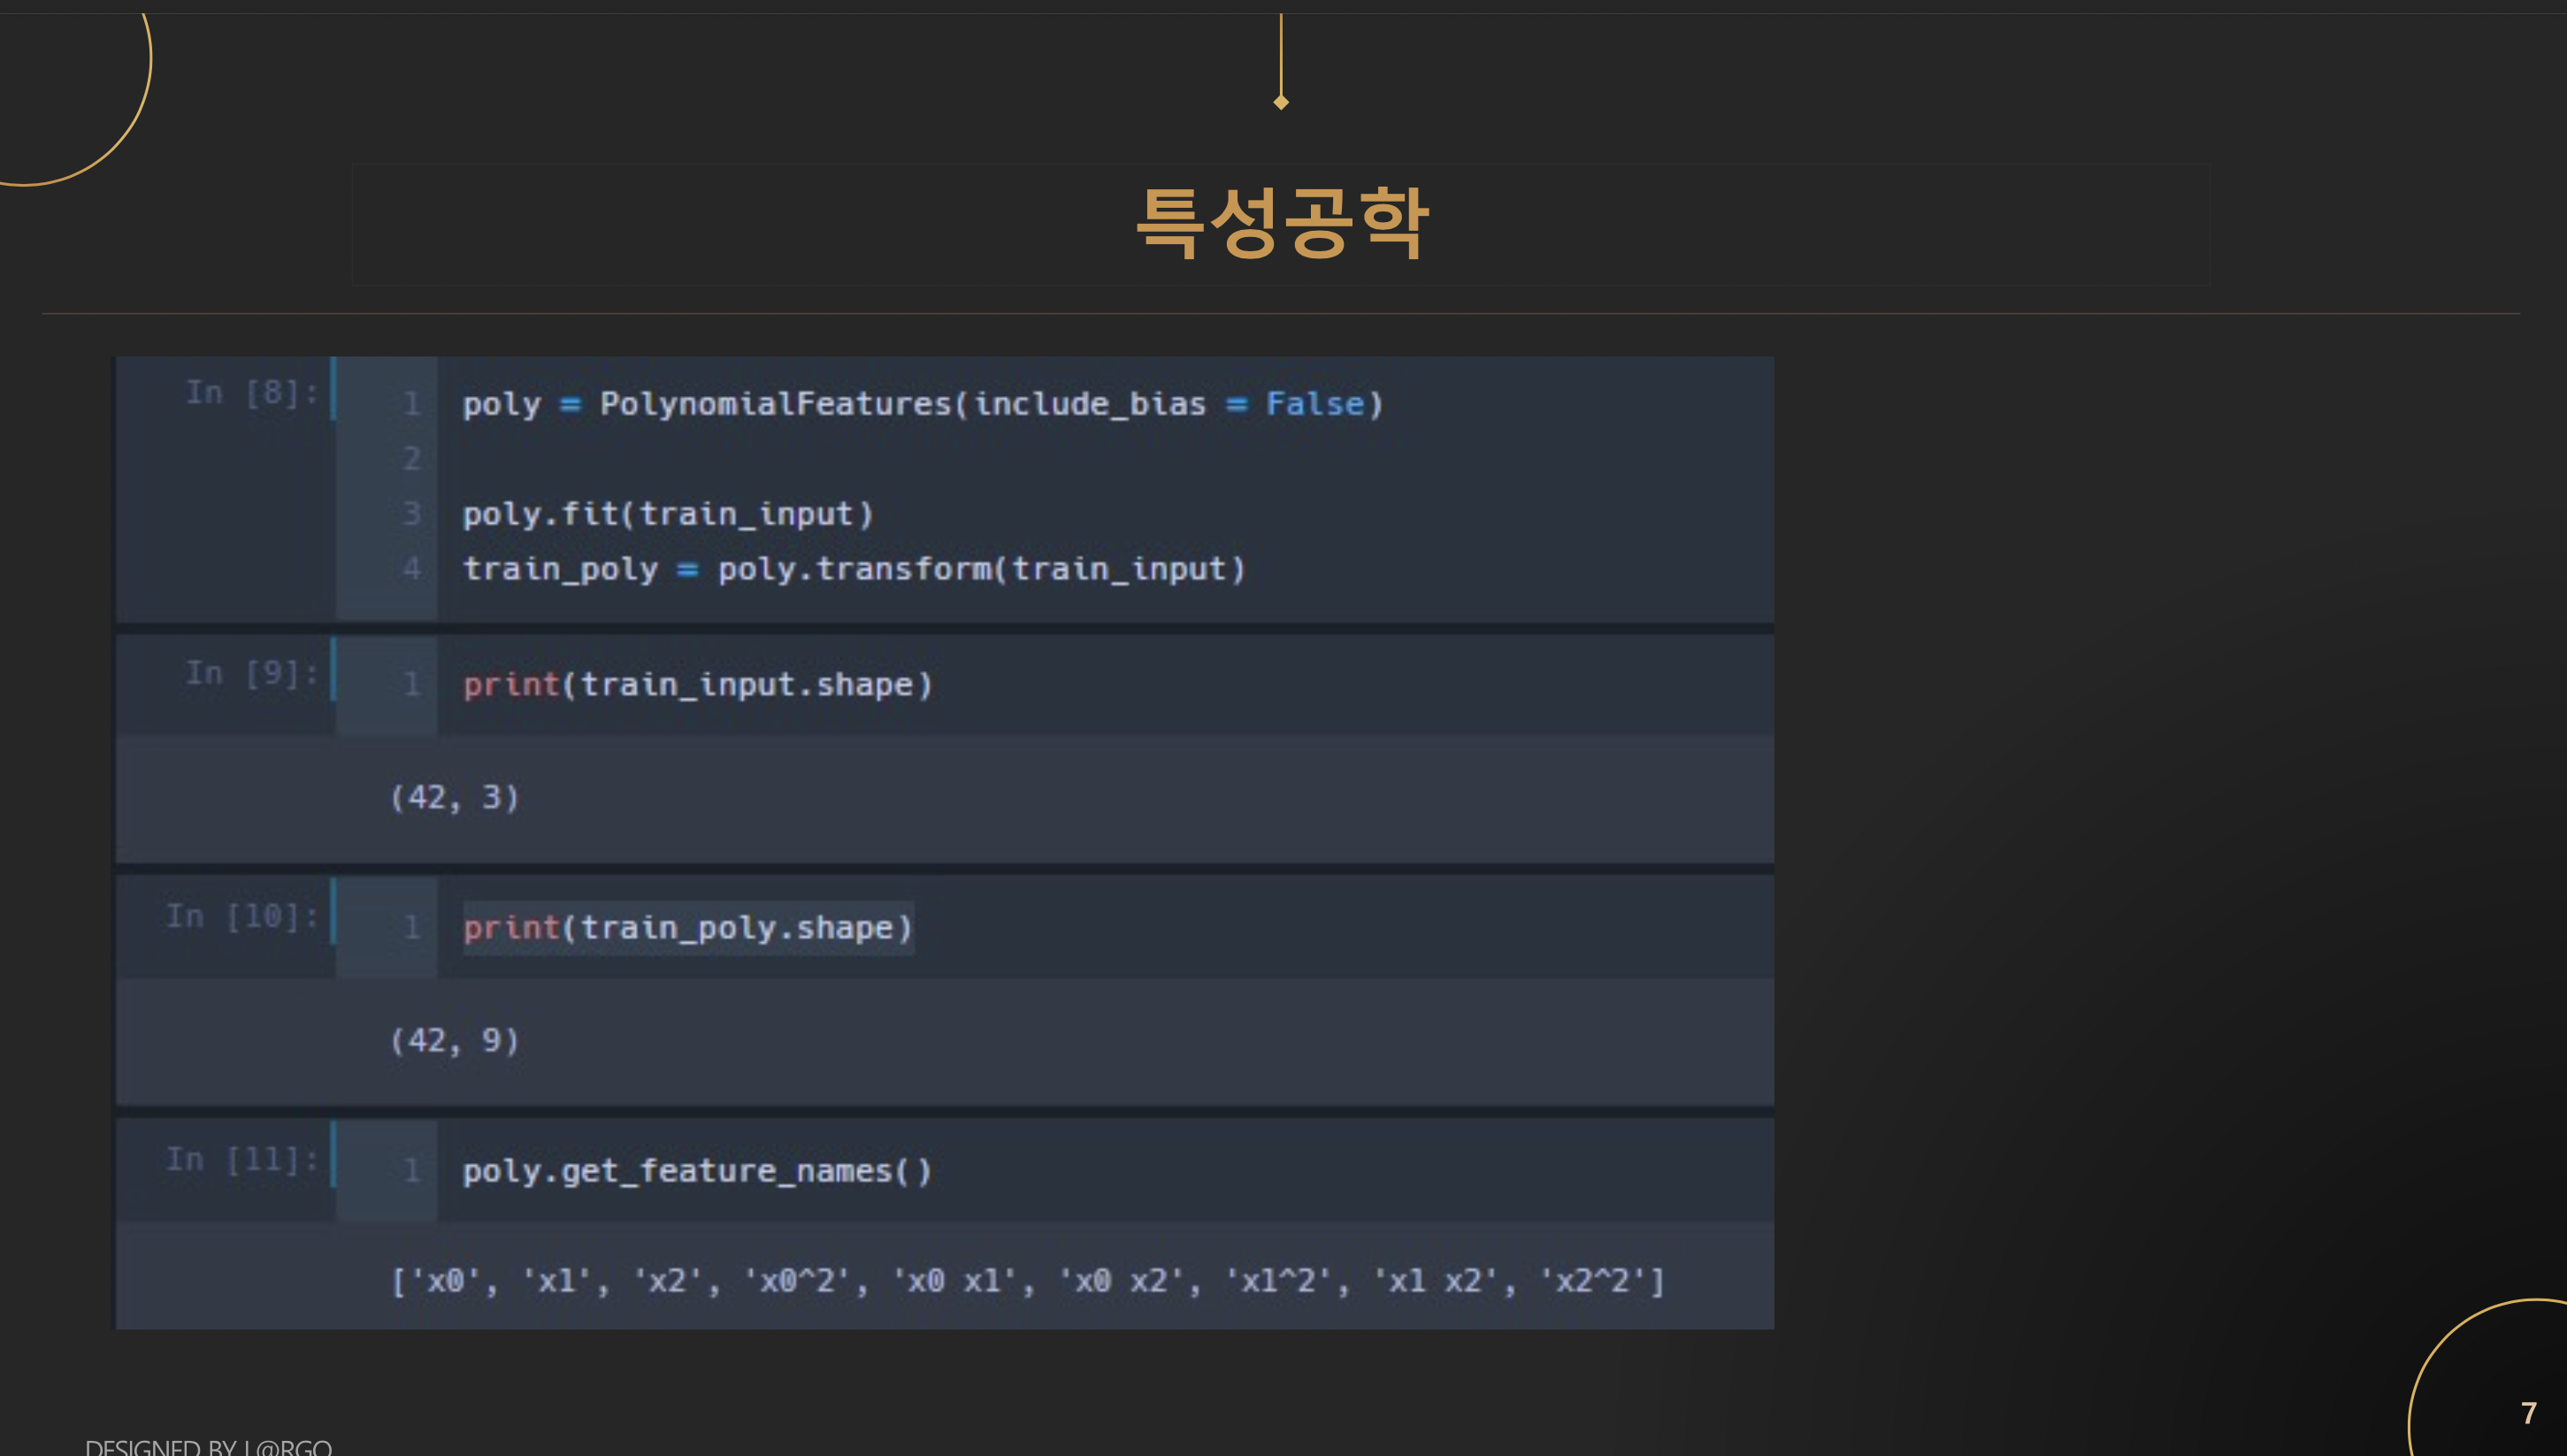 특성공학
In [8]:
1 poly = PolynomialFeatures(include_bias = False)
2
3 poly.fit(train_input)
4 train_poly = poly.transform(train_input)
In [9]:
1 print(train_input.shape)
(42, 3)
In [10]:
1 print(train_poly.shape)
(42, 9)
In [11]:
1 poly.get_feature_names()
['x0', 'x1', 'x2', 'x0^2', 'x0 x1', 'x0 x2', 'x1^2', 'x1 x2', 'x2^2']
7
DESIGNED BY L@RGO